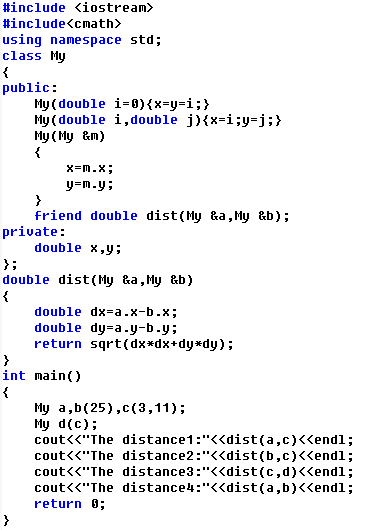 #include <iostream>
#include<cmath>
using namespace std;
class My
{
public:
    My(double i=0){x=y=i;}
    My(double i,double j){x=i;y=j;}
    My(My &m)
    {
        x=m.x;
        y=m.y;
    }
    friend double dist(My &a,My &b);
private:
    double x,y;
};
double dist(My &a,My &b)
{
    double dx=a.x-b.x;
    double dy=a.y-b.y;
    return sqrt(dx*dx+dy*dy);
}
int main()
{
    My a,b(25),c(3,11);
    My d(c);
    cout<<"The distance1:"<<dist(a,c)<<endl;
    cout<<"The distance2:"<<dist(b,c)<<endl;
    cout<<"The distance3:"<<dist(c,d)<<endl;
    cout<<"The distance4:"<<dist(a,b)<<endl;
    return 0;
}